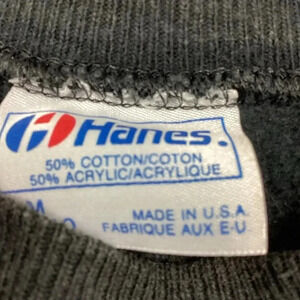 Hanes
50% COTTON/COTON
50% ACRYLIC/ACRYLIQUE
M
MADE IN U.S.A.
FABRIQUE AUX E-U